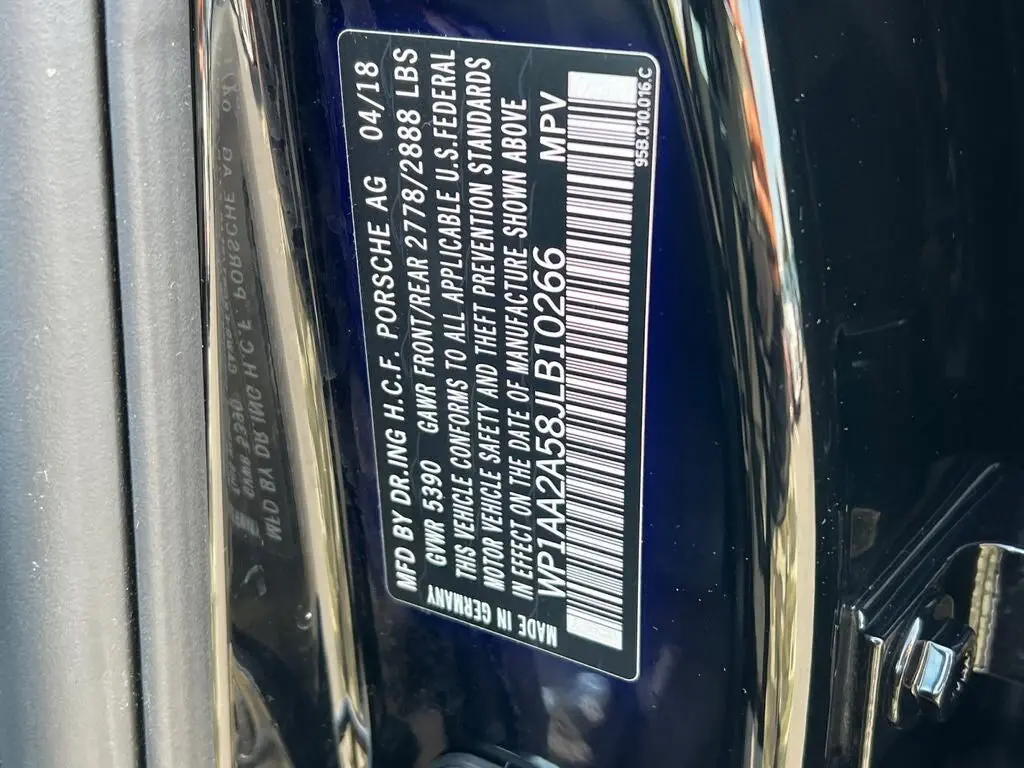 MFD BY DR.ING H.C.F. PORSCHE AG 04/18
GVWR 5390 GAWR FRONT/REAR 2778/2888 LBS
THIS VEHICLE CONFORMS TO ALL APPLICABLE U.S.FEDERAL
MOTOR VEHICLE SAFETY AND THEFT PREVENTION STANDARDS
IN EFFECT ON THE DATE OF MANUFACTURE SHOWN ABOVE
WP1AA2A58JLB10266 MPV
95B.010.016.C
MADE IN GERMANY